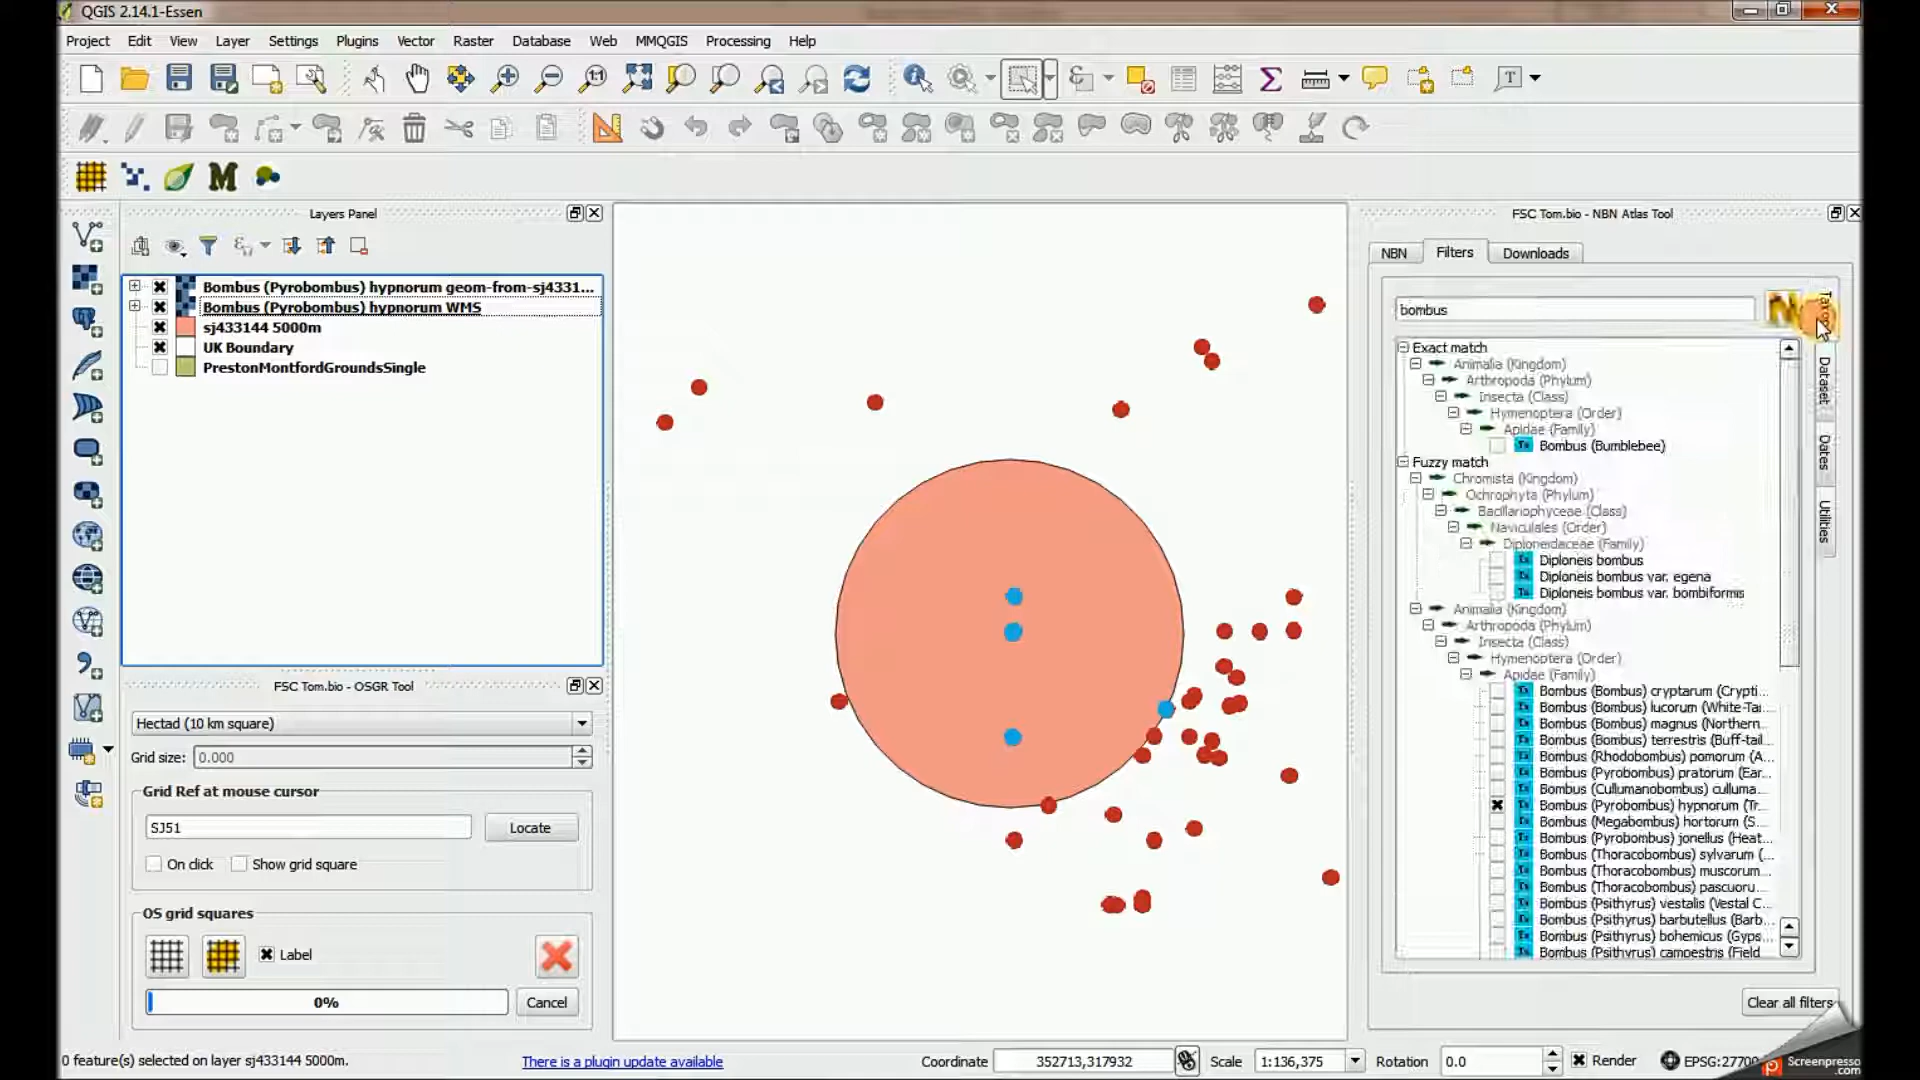 QGIS 2.14.1-Essen
Project Edit View Layer Settings Plugins Vector Raster Database Web MMQGIS Processing Help
Layers Panel
Bombus (Pyrobombus) hypnorum geom-from-sj4331...
Bombus (Pyrobombus) hypnorum WMS
sj433144 5000m
UK Boundary
PrestonMontfordGroundsSingle
FSC Tom.bio - OSGR Tool
Hectad (10 km square)
Grid size: 0.000
Grid Ref at mouse cursor
SJ51
Locate
On click Show grid square
OS grid squares
Label
0%
Cancel
FSC Tom.bio - NBN Atlas Tool
NBN Filters Downloads
bombus
Dataset
Dates
Utilities
Exact match
Animalia (Kingdom)
Arthropoda (Phylum)
Insecta (Class)
Hymenoptera (Order)
Apidae (Family)
Bombus (Bumblebee)
Fuzzy match
Chromista (Kingdom)
Ochrophyta (Phylum)
Bacillariophyceae (Class)
Naviculales (Order)
Diploneidaceae (Family)
Diploneis bombus
Diploneis bombus var. egena
Diploneis bombus var. bombiformis
Animalia (Kingdom)
Arthropoda (Phylum)
Insecta (Class)
Hymenoptera (Order)
Apidae (Family)
Bombus (Bombus) cryptarum (Crypti...
Bombus (Bombus) lucorum (White-Tai...
Bombus (Bombus) magnus (Northern...
Bombus (Bombus) terrestris (Buff-tail...
Bombus (Rhodobombus) pomorum (A...
Bombus (Pyrobombus) pratorum (Ear...
Bombus (Cullumanobombus) culluma...
Bombus (Pyrobombus) hypnorum (Tr...
Bombus (Megabombus) hortorum (S...
Bombus (Pyrobombus) jonellus (Heat...
Bombus (Thoracobombus) sylvarum (...
Bombus (Thoracobombus) muscorum...
Bombus (Thoracobombus) pascuoru...
Bombus (Psithyrus) vestalis (Vestal C...
Bombus (Psithyrus) barbutellus (Barb...
Bombus (Psithyrus) bohemicus (Gyps...
Bombus (Psithyrus) campestris (Field
Clear all filters
0 feature(s) selected on layer sj433144 5000m.
There is a plugin update available
Coordinate 352713,317932 Scale 1:136,375 Rotation 0.0 Render EPSG:27700
Screenpresso
.com